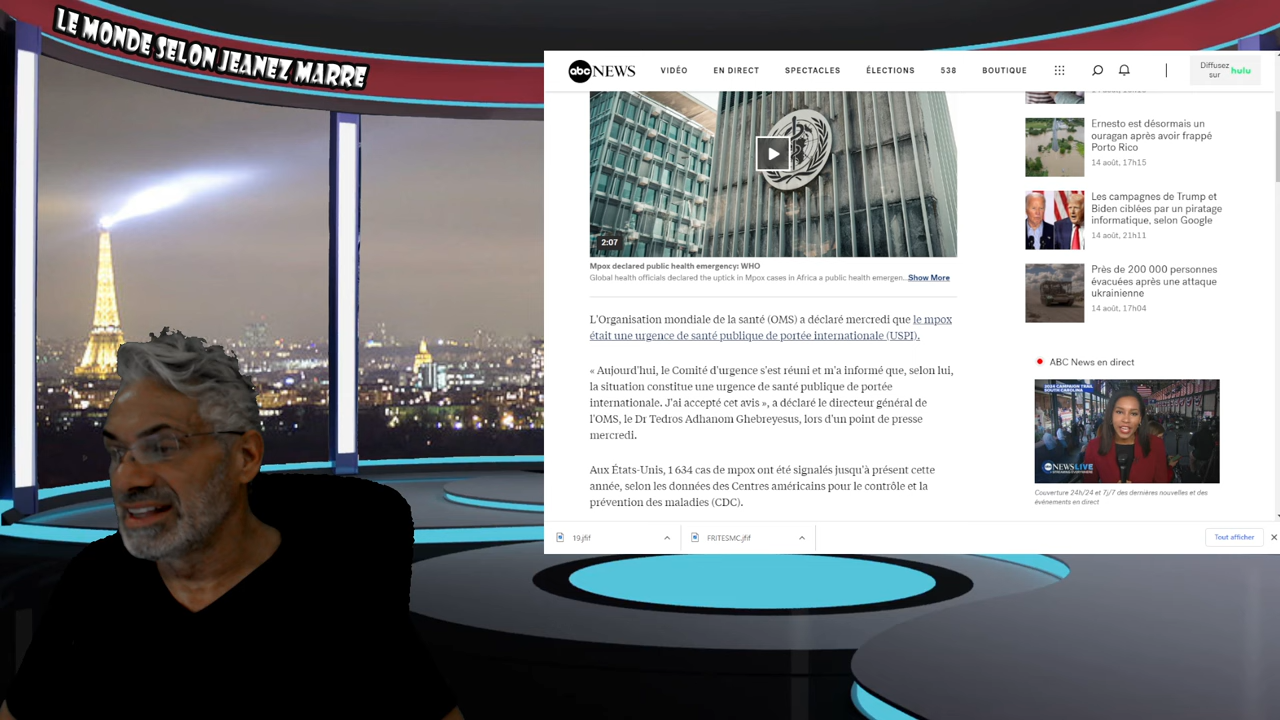 LE MONDE SELON JEANEZ MARRE
abc NEWS
VIDÉO
EN DIRECT
SPECTACLES
ÉLECTIONS
538
BOUTIQUE
Diffusez
sur hulu
2:07
Mpox declared public health emergency: WHO
Global health officials declared the uptick in Mpox cases in Africa a public health emergen...Show More
L'Organisation mondiale de la santé (OMS) a déclaré mercredi que le mpox
était une urgence de santé publique de portée internationale (USPI).
« Aujourd'hui, le Comité d'urgence s'est réuni et m'a informé que, selon lui,
la situation constitue une urgence de santé publique de portée
internationale. J'ai accepté cet avis », a déclaré le directeur général de
l'OMS, le Dr Tedros Adhanom Ghebreyesus, lors d'un point de presse
mercredi.
Aux États-Unis, 1 634 cas de mpox ont été signalés jusqu'à présent cette
année, selon les données des Centres américains pour le contrôle et la
prévention des maladies (CDC).
Ernesto est désormais un
ouragan après avoir frappé
Porto Rico
14 août, 17h15
Les campagnes de Trump et
Biden ciblées par un piratage
informatique, selon Google
14 août, 21h11
Près de 200 000 personnes
évacuées après une attaque
ukrainienne
14 août, 17h04
ABC News en direct
2024 CAMPAIGN TRAIL
SOUTH CAROLINA
abc NEWS LIVE
Couverture 24h/24 et 7j/7 des dernières nouvelles et des
événements en direct
19.jfif
FRITESMC.jfif
Tout afficher